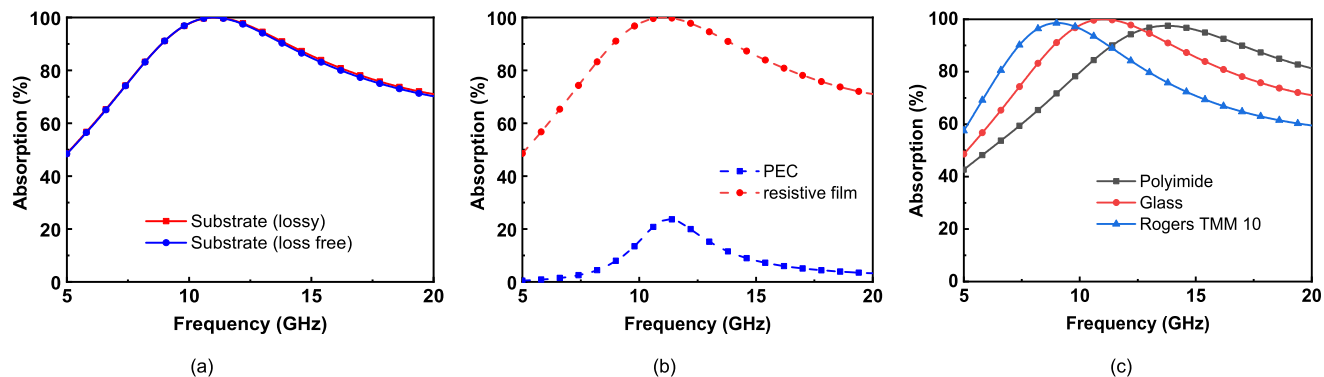 Absorption (%)
100
80
60
40
20
0
Substrate (lossy)
Substrate (loss free)
5
10
15
20
Frequency (GHz)
(a)
Absorption (%)
100
80
60
40
20
0
PEC
resistive film
5
10
15
20
Frequency (GHz)
(b)
Absorption (%)
100
80
60
40
20
0
Polyimide
Glass
Rogers TMM 10
5
10
15
20
Frequency (GHz)
(c)